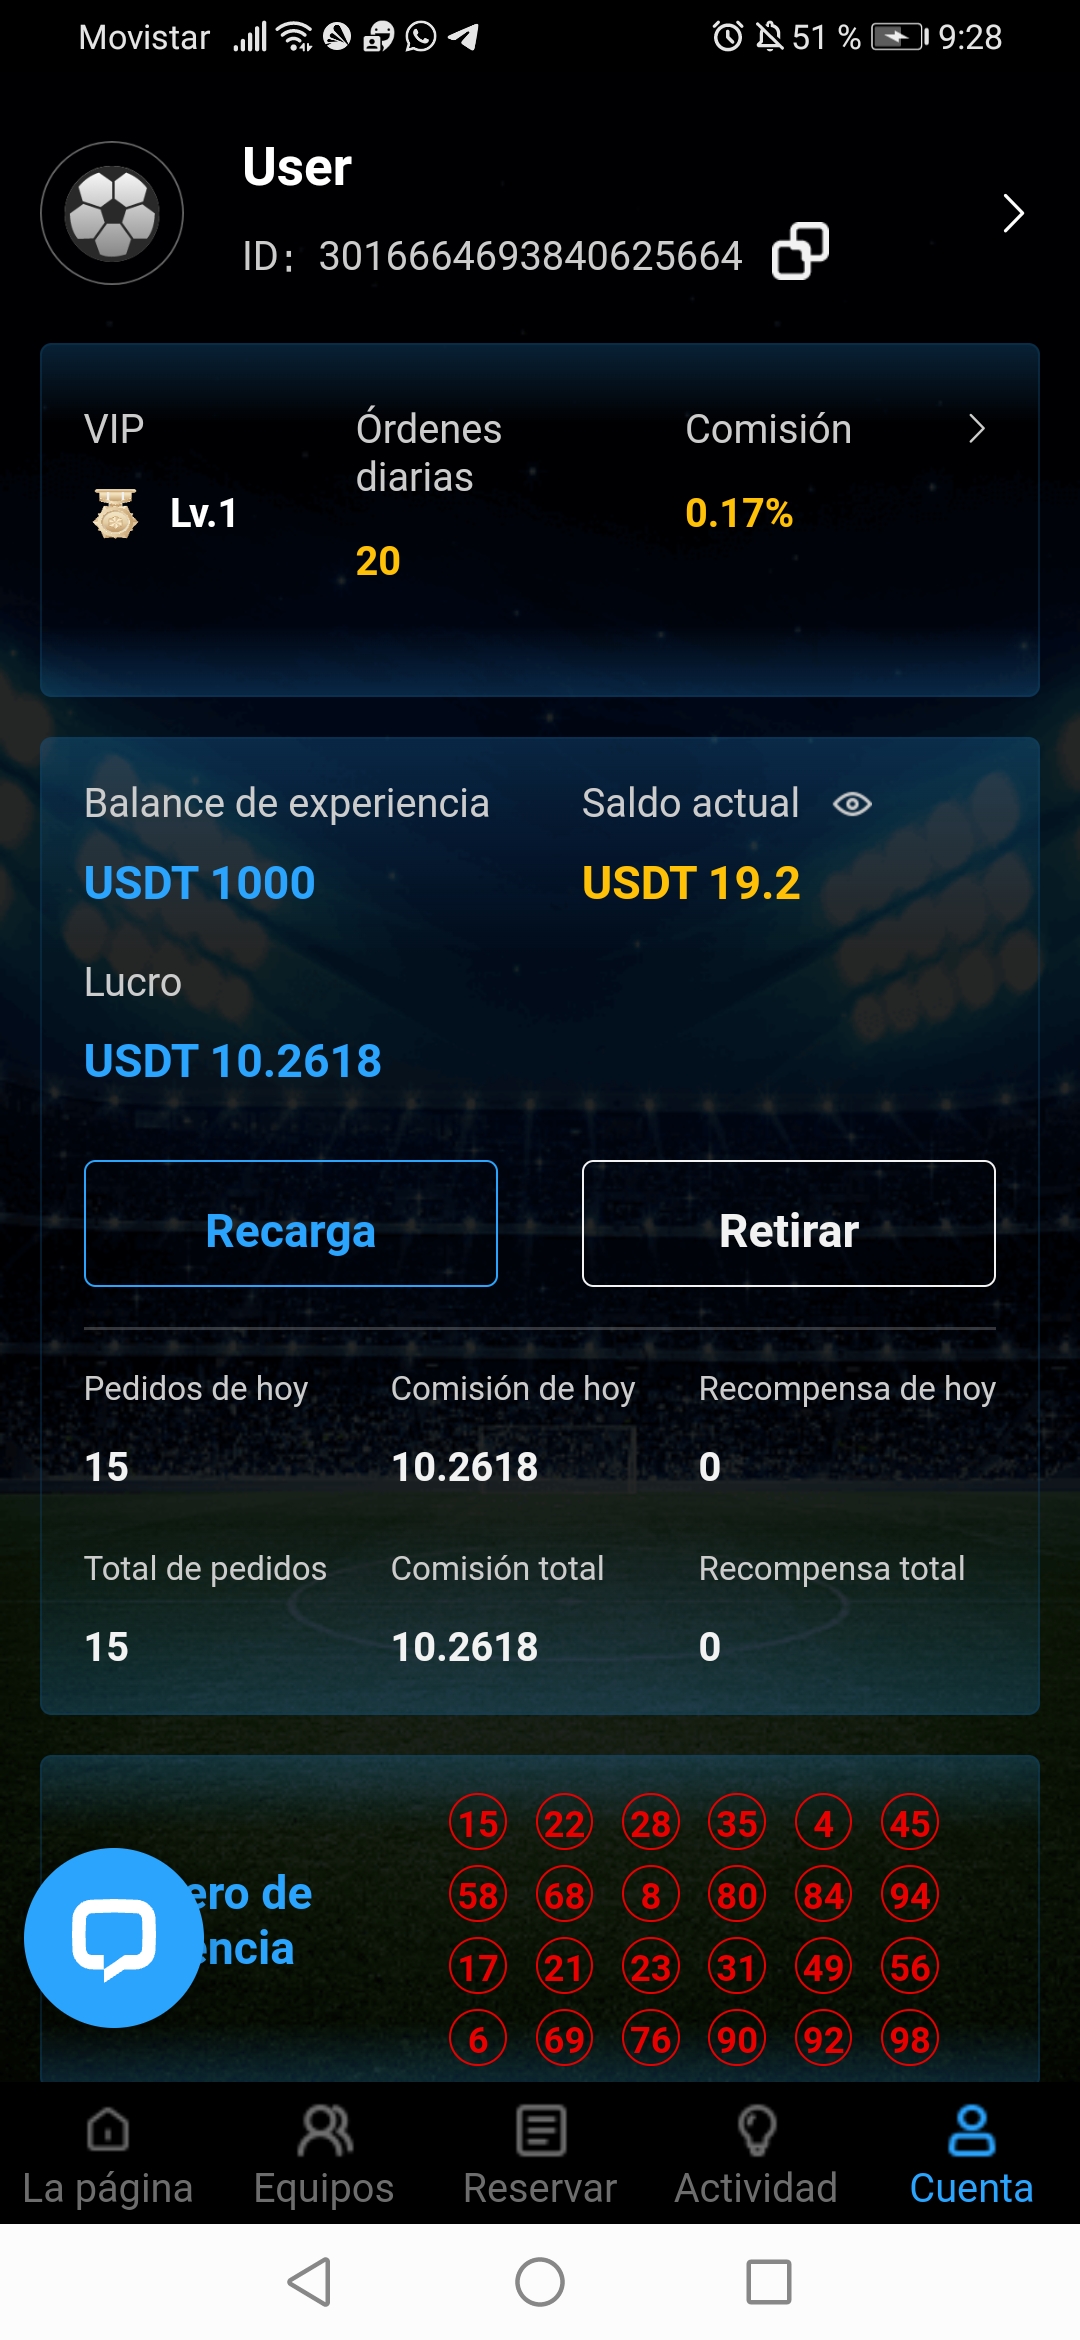 Movistar 51 % 9:28
User
ID: 3016664693840625664
VIP
Órdenes diarias
Comisión
Lv.1
20
0.17%
Balance de experiencia
Saldo actual
USDT 1000
USDT 19.2
Lucro
USDT 10.2618
Recarga
Retirar
Pedidos de hoy
Comisión de hoy
Recompensa de hoy
15
10.2618
0
Total de pedidos
Comisión total
Recompensa total
15
10.2618
0
15 22 28 35 4 45
58 68 8 80 84 94
17 21 23 31 49 56
6 69 76 90 92 98
ero de
encia
La página
Equipos
Reservar
Actividad
Cuenta